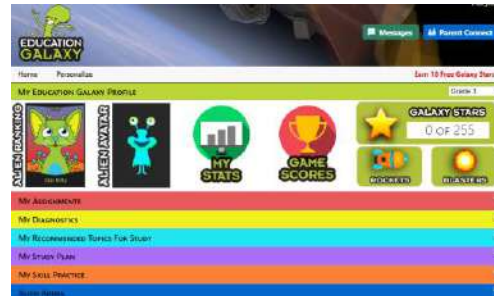 Messages
Parent Connect
EDUCATION
GALAXY
Home
Personalize
Earn 10 Free Galaxy Stars
MY EDUCATION GALAXY PROFILE
ALIEN RANKING
ALIEN AVATAR
MY
STATS
GAME
SCORES
GALAXY STARS
0 OF 255
ROCKETS
BLASTERS
MY ASSIGNMENTS
MY DIAGNOSTICS
MY RECOMMENDED TOPICS FOR STUDY
MY STUDY PLAN
MY SKILL PRACTICE